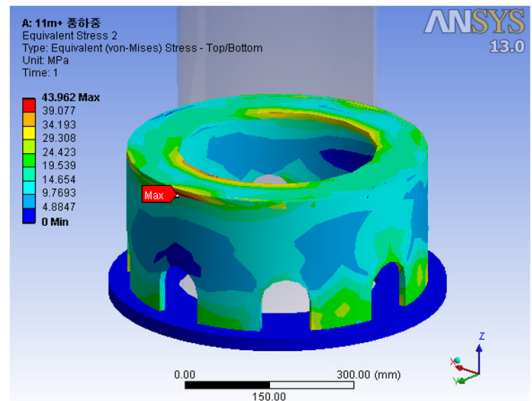 A: 11m+ 풍하중
Equivalent Stress 2
Type: Equivalent (von-Mises) Stress - Top/Bottom
Unit: MPa
Time: 1
ANSYS
13.0
43.962 Max
39.077
34.193
29.308
24.423
19.539
14.654
9.7693
4.8847
0 Min
Max
0.00
300.00 (mm)
150.00
Z
X
Y